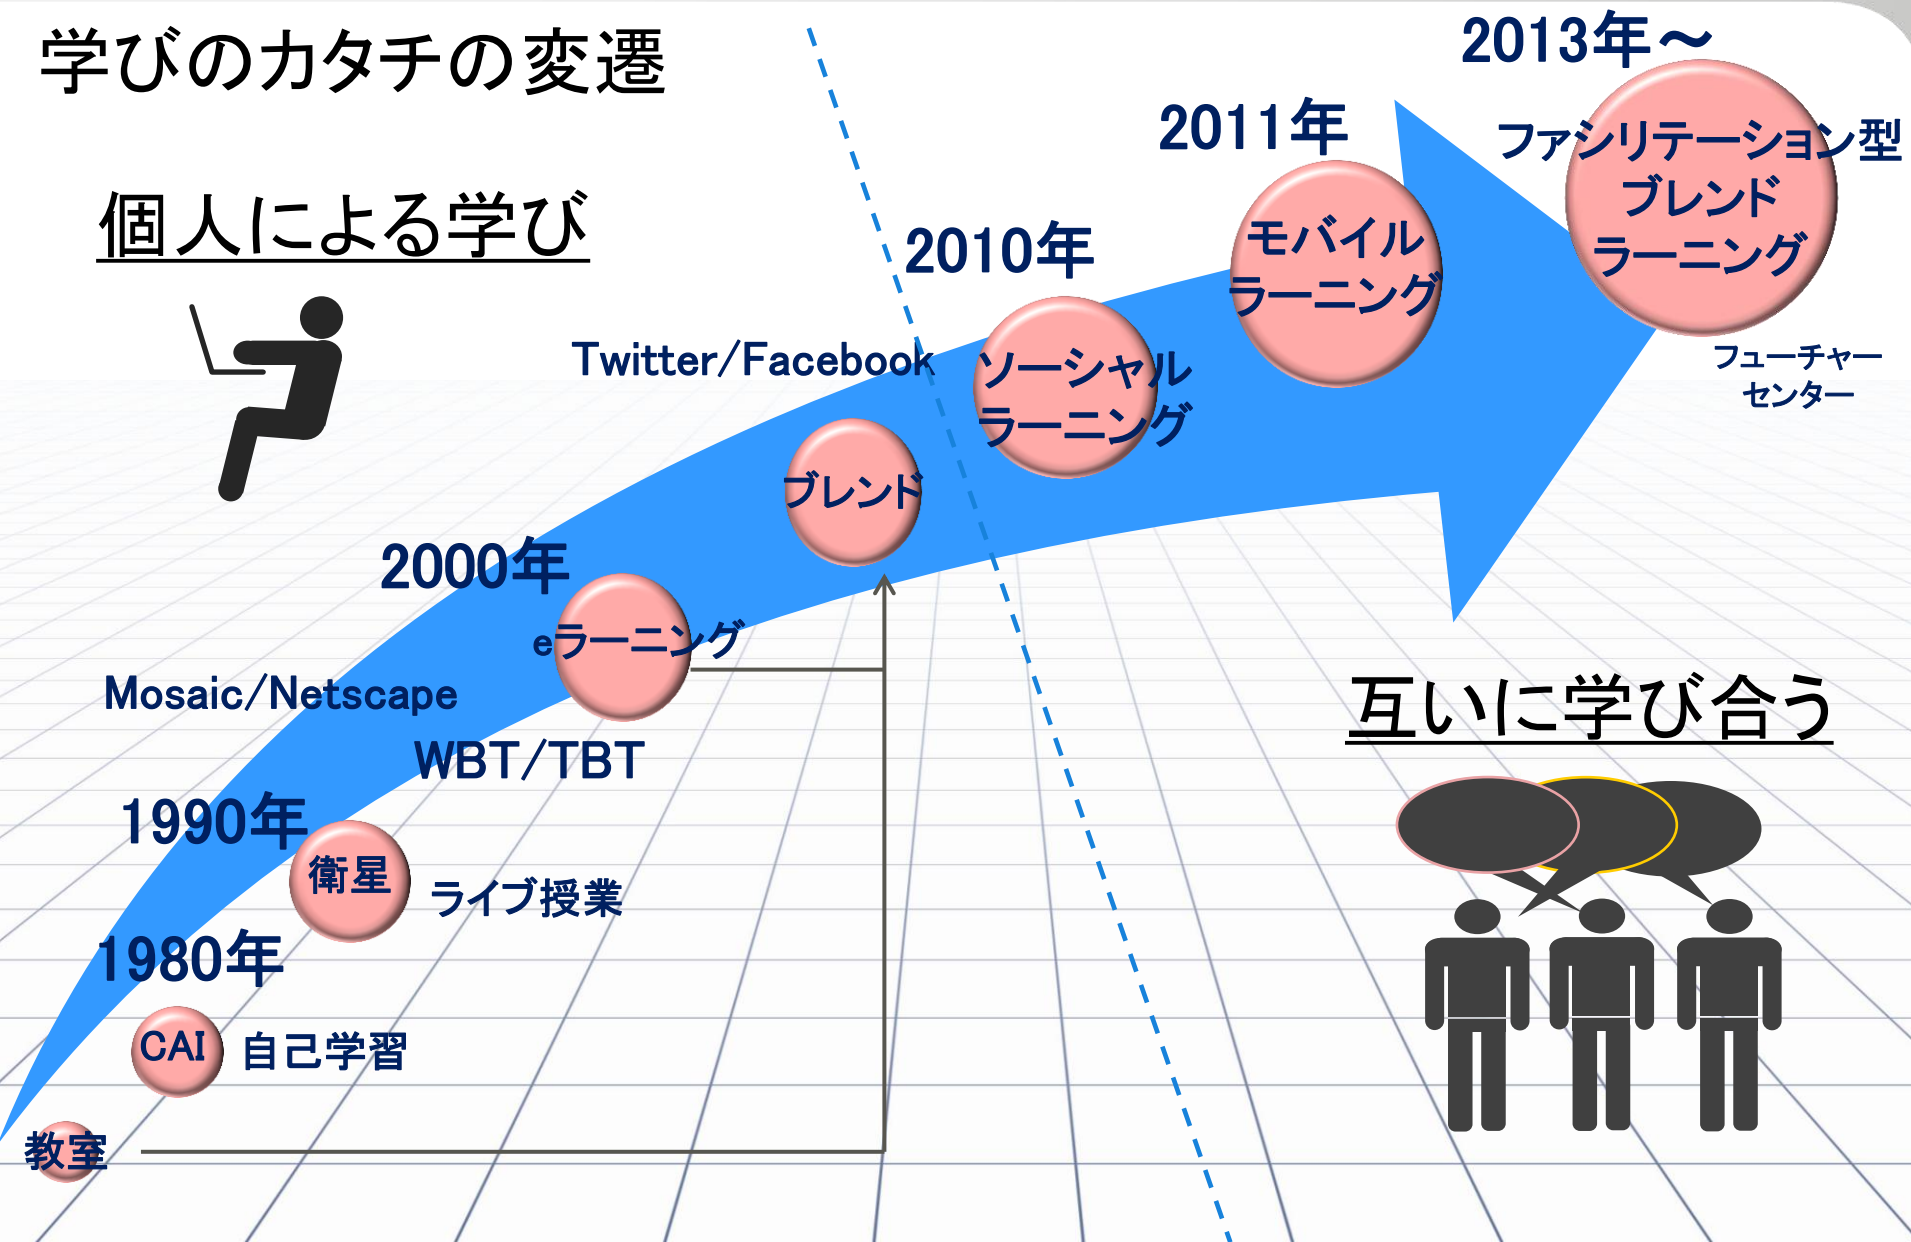 学びのカタチの変遷
2013年～
2011年
ファシリテーション型
ブレンド
ラーニング
個人による学び
2010年
モバイル
ラーニング
Twitter/Facebook
ソーシャル
ラーニング
フューチャー
センター
ブレンド
2000年
eラーニング
Mosaic/Netscape
互いに学び合う
WBT/TBT
1990年
衛星
ライブ授業
1980年
CAI
自己学習
教室